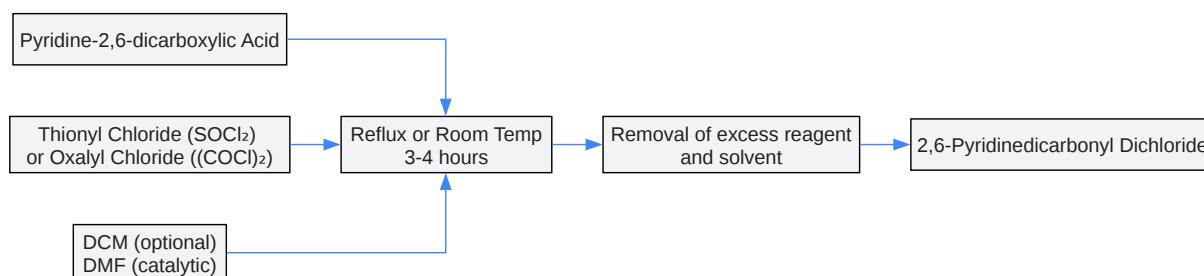 Pyridine-2,6-dicarboxylic Acid
Thionyl Chloride (SOCl₂)
or Oxalyl Chloride ((COCl)₂)
Reflux or Room Temp
3-4 hours
Removal of excess reagent
and solvent
2,6-Pyridinedicarbonyl Dichloride
DCM (optional)
DMF (catalytic)